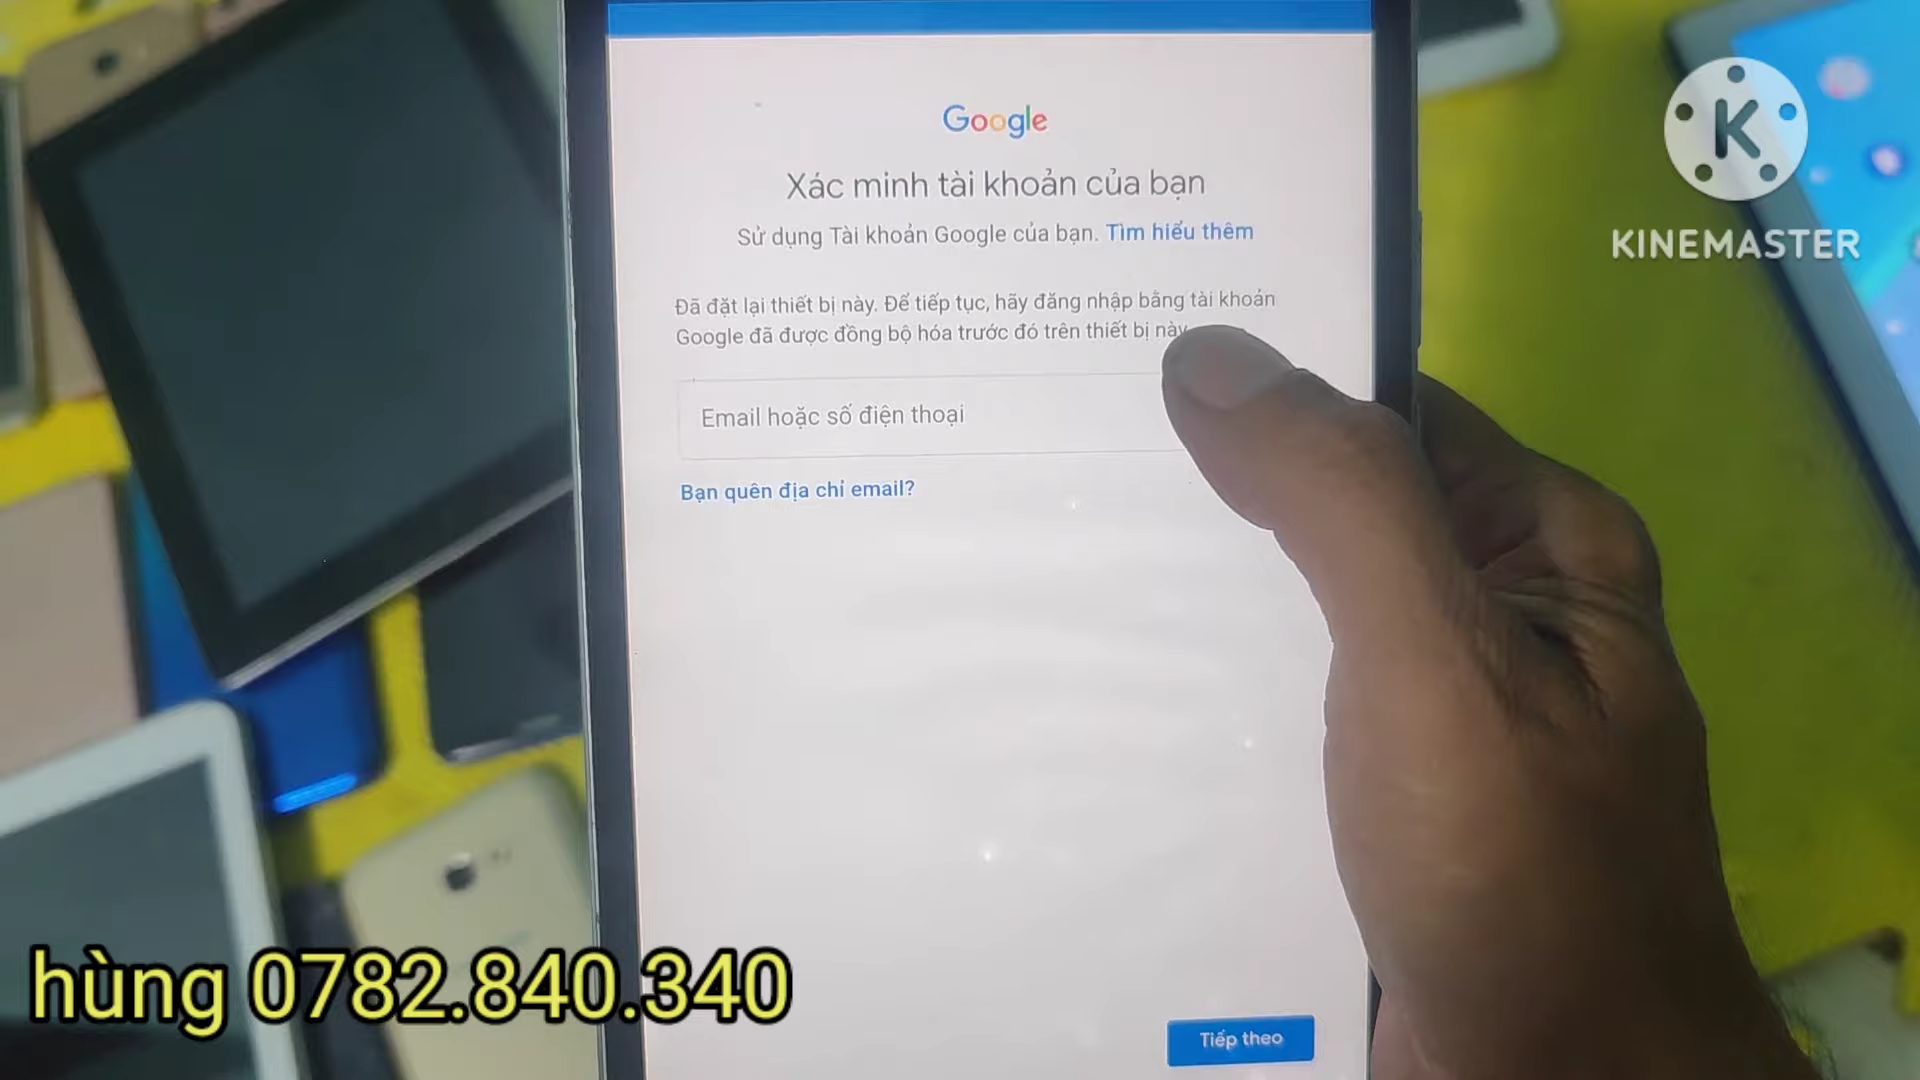 Google
Xác minh tài khoản của bạn
Sử dụng Tài khoản Google của bạn. Tìm hiểu thêm
Đã đặt lại thiết bị này. Để tiếp tục, hãy đăng nhập bằng tài khoản
Google đã được đồng bộ hóa trước đó trên thiết bị này.
Email hoặc số điện thoại
Bạn quên địa chỉ email?
Tiếp theo
K
KINEMASTER
hùng 0782.840.340